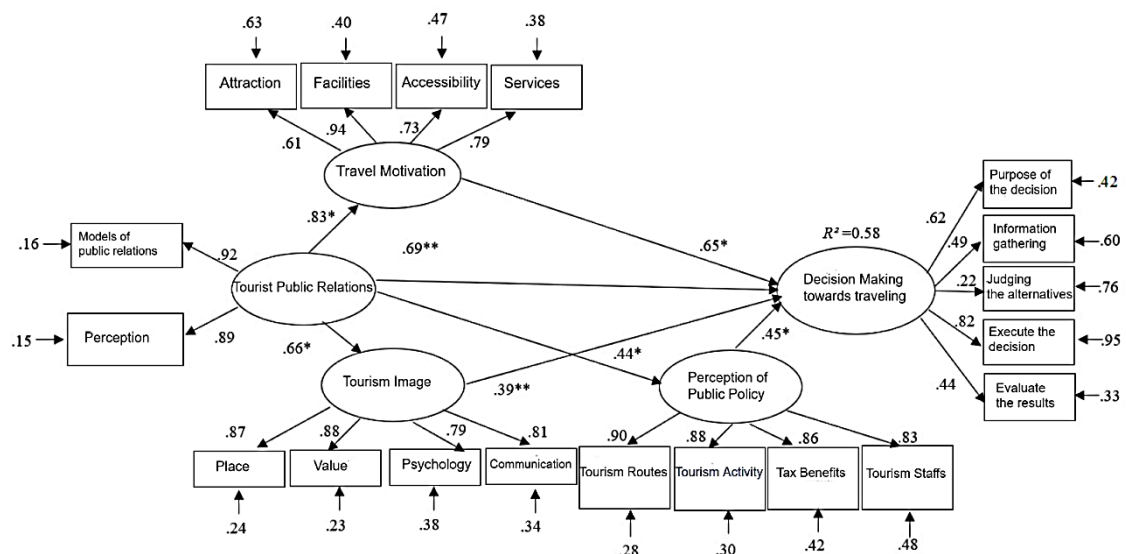 .63 .40 .47 .38
Attraction Facilities Accessibility Services
.61 .94 .73 .79
Travel Motivation
Purpose of
the decision
.42
.83*
.62
.16
Models of
public relations
.92
.69**
.65*
R² =0.58
.49
Information
gathering
.60
Tourist Public Relations
Decision Making
towards traveling
.22
Judging
the alternatives
.76
.15
Perception
.89
.82
Execute the
decision
.95
.66*
.44*
.45*
Tourism Image
.39**
Perception of
Public Policy
.44
Evaluate
the results
.33
.87 .88 .79 .81 .90 .88 .86 .83
Place Value Psychology Communication Tourism Routes Tourism Activity Tax Benefits Tourism Staffs
.24 .23 .38 .34 .28 .30 .42 .48